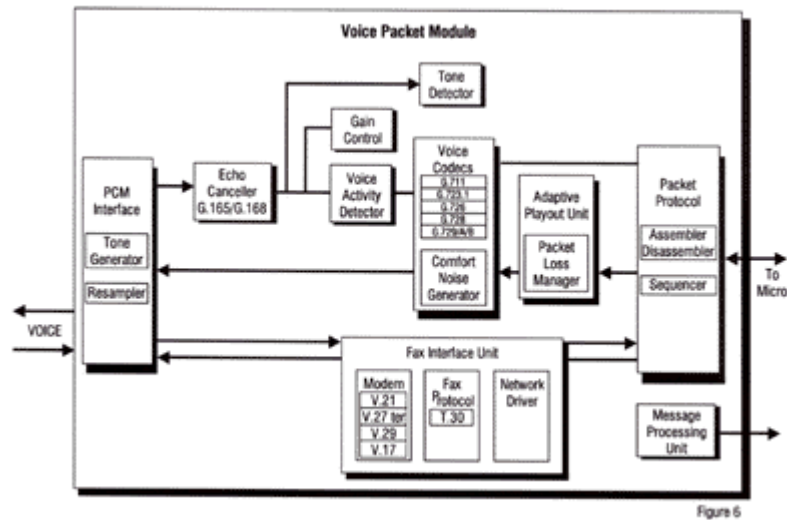 Voice Packet Module
Tone
Detector
Gain
Control
Voice
Codecs
G.711
G.723.1
G.726
G.728
G.729/A/B
Comfort
Noise
Generator
PCM
Interface
Tone
Generator
Resampler
Echo
Canceller
G.165/G.168
Voice
Activity
Detector
Adaptive
Playout Unit
Packet
Loss
Manager
Packet
Protocol
Assembler
Disassembler
Sequencer
To
Micro
VOICE
Fax Interface Unit
Modem
V.21
V.27 ter
V.29
V.17
Fax
Protocol
T.30
Network
Driver
Message
Processing
Unit
Figure 6